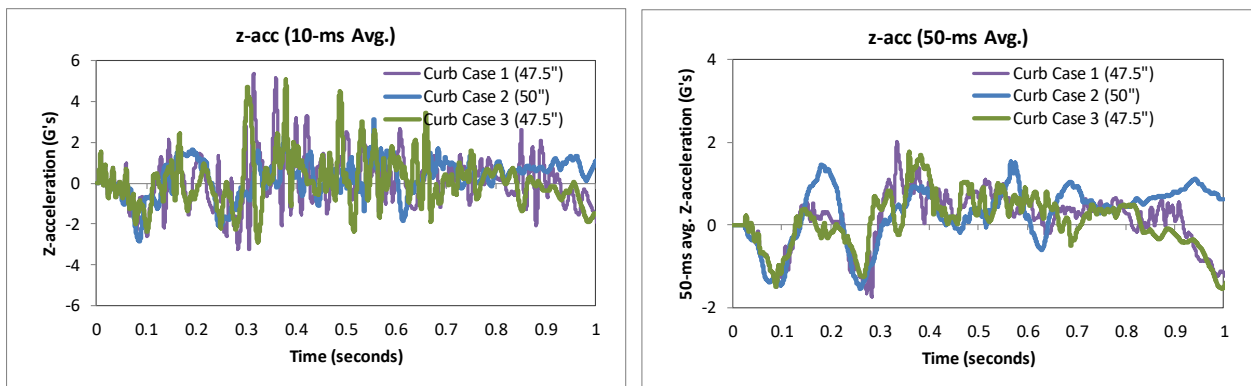 z-acc (10-ms Avg.)
6
4
2
0
-2
-4
-6
Z-acceleration (G's)
Curb Case 1 (47.5")
Curb Case 2 (50")
Curb Case 3 (47.5")
0 0.1 0.2 0.3 0.4 0.5 0.6 0.7 0.8 0.9 1
Time (seconds)
z-acc (50-ms Avg.)
4
2
0
-2
50-ms avg. Z-acceleration (G's)
Curb Case 1 (47.5")
Curb Case 2 (50")
Curb Case 3 (47.5")
0 0.1 0.2 0.3 0.4 0.5 0.6 0.7 0.8 0.9 1
Time (seconds)